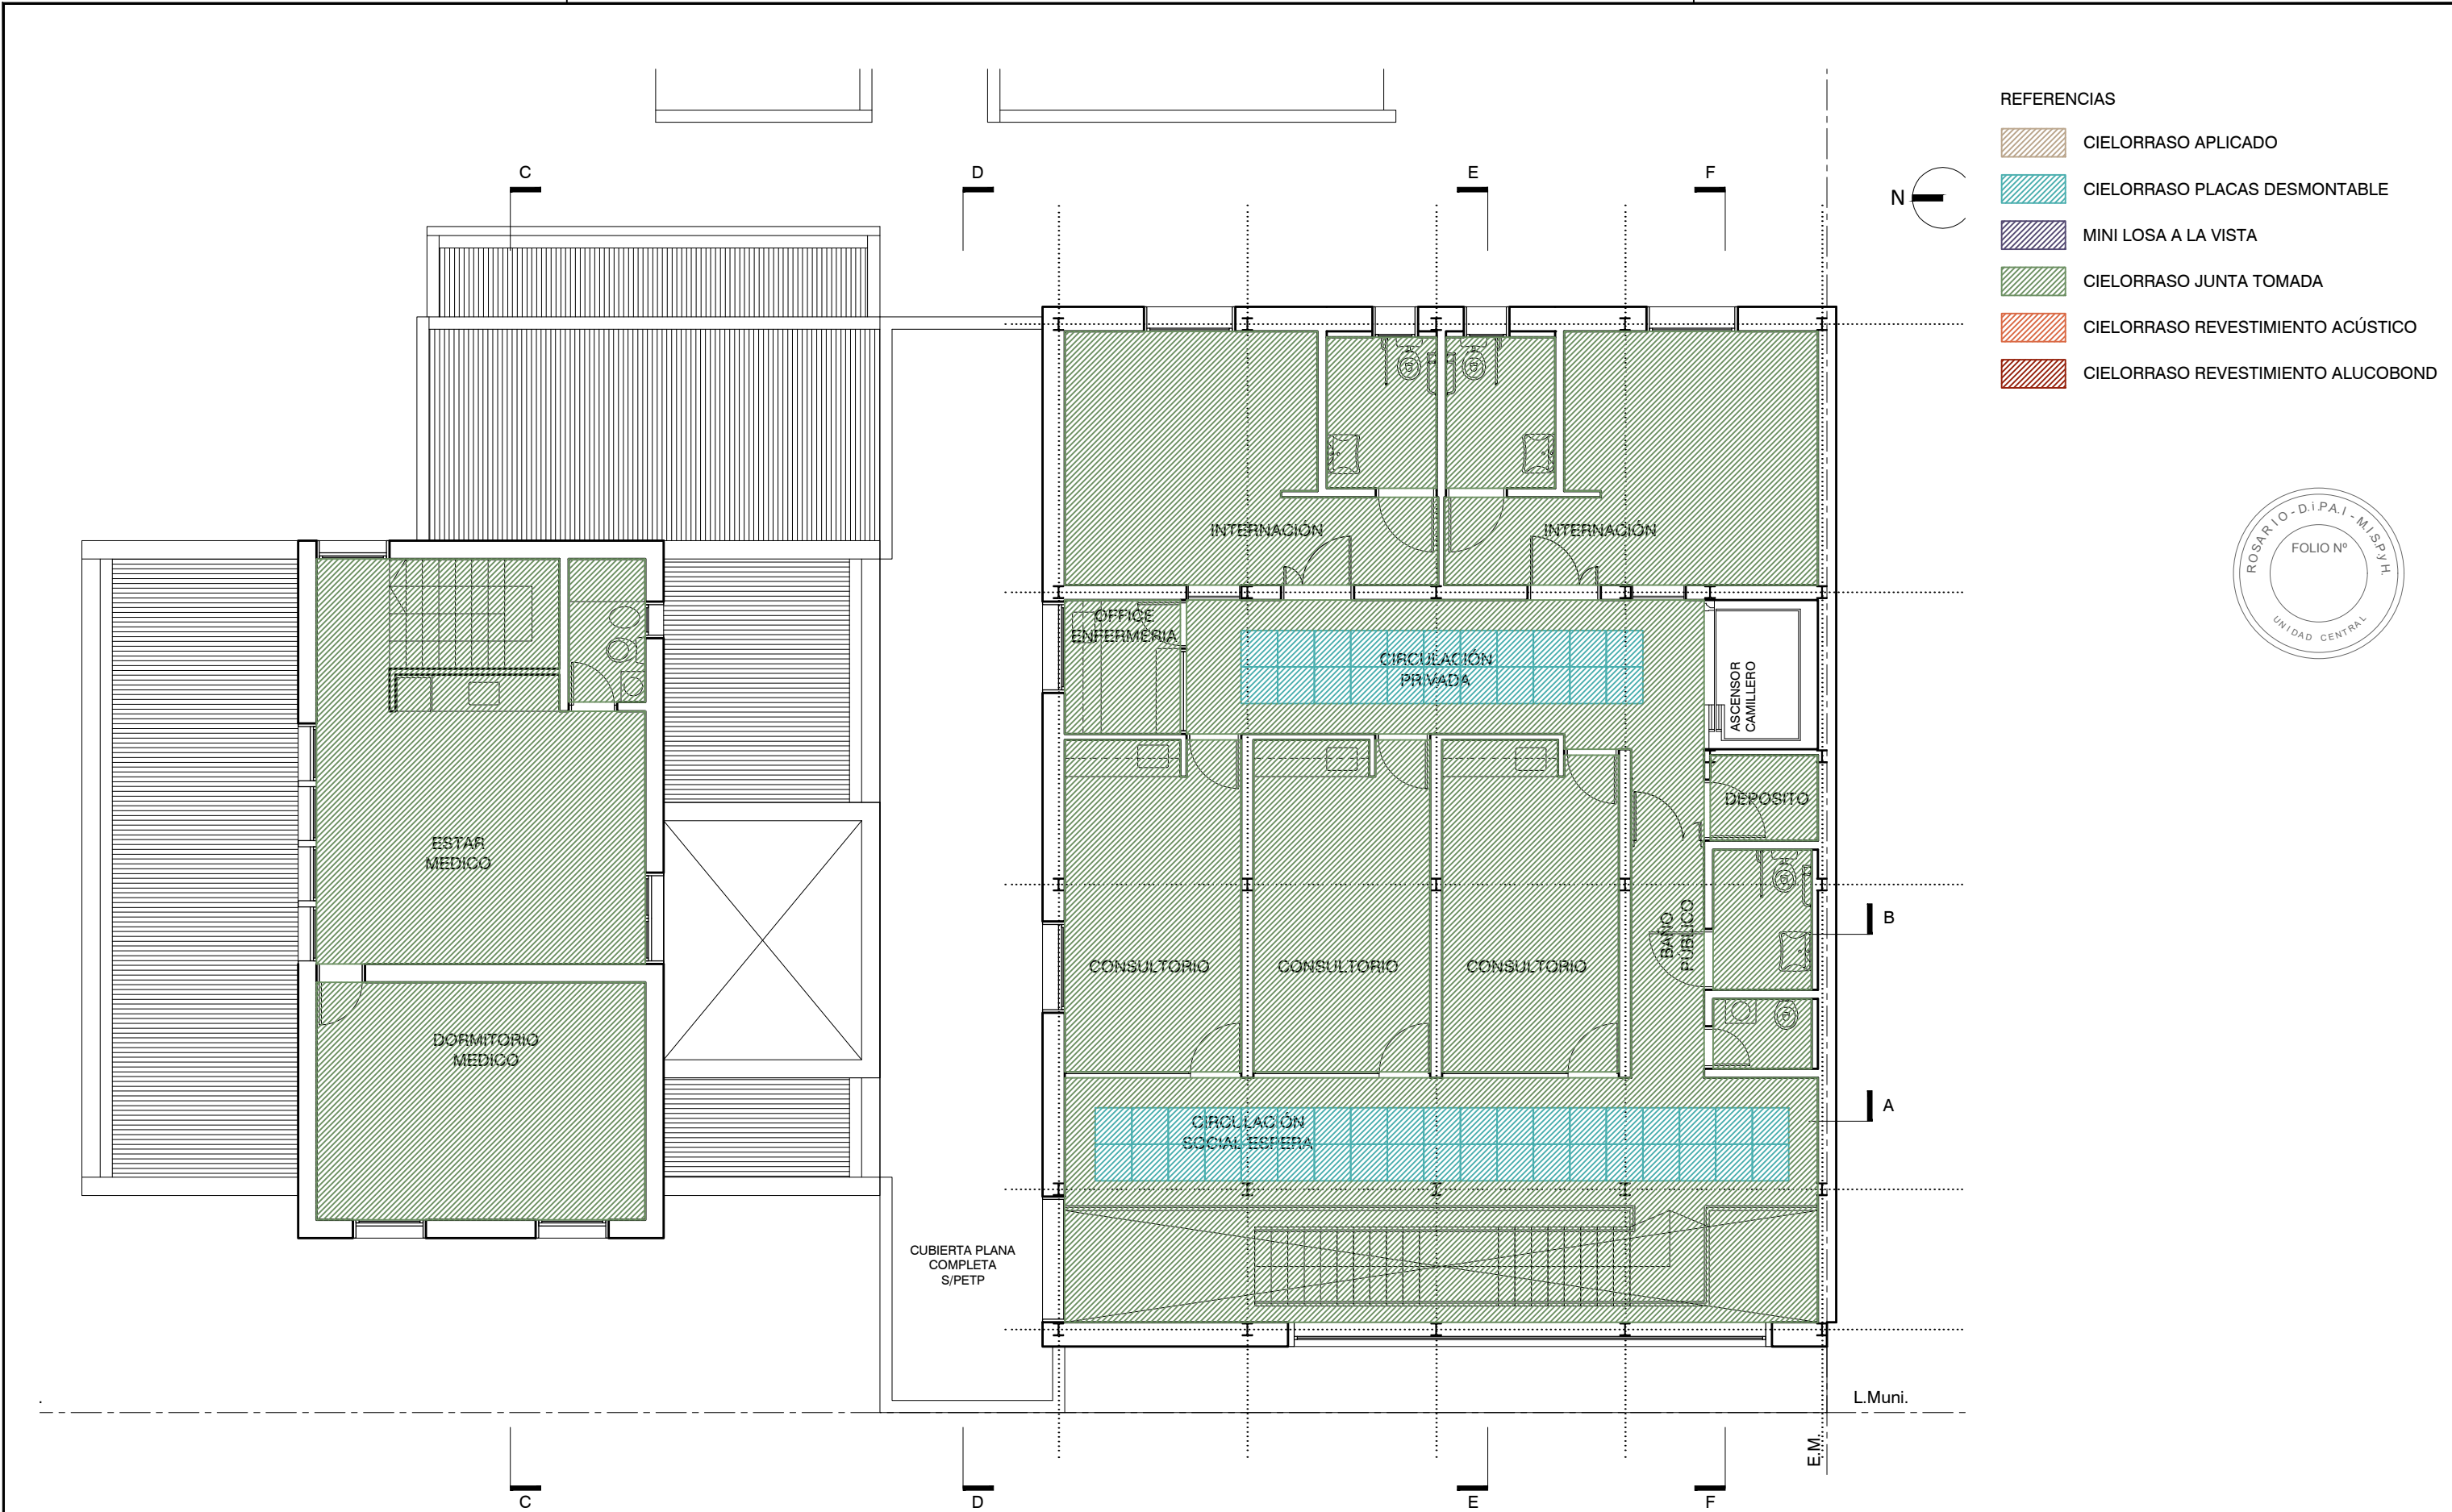 C
D
E
F
N
REFERENCIAS
CIELORRASO APLICADO
CIELORRASO PLACAS DESMONTABLE
MINI LOSA A LA VISTA
CIELORRASO JUNTA TOMADA
CIELORRASO REVESTIMIENTO ACÚSTICO
CIELORRASO REVESTIMIENTO ALUCOBOND
ROSARIO - D.i.P.A.I - M.I.S.P.y H.
FOLIO Nº
UNIDAD CENTRAL
INTERNACIÓN
INTERNACIÓN
OFFICE
ENFERMERIA
CIRCULACIÓN
PRIVADA
ASCENSOR
CAMILLERO
DEPOSITO
ESTAR
MEDICO
BAÑO
PÚBLICO
B
CONSULTORIO
CONSULTORIO
CONSULTORIO
DORMITORIO
MEDICO
A
CIRCULACIÓN
SOCIAL ESPERA
CUBIERTA PLANA
COMPLETA
S/PETP
L.Muni.
E.M.
C
D
E
F